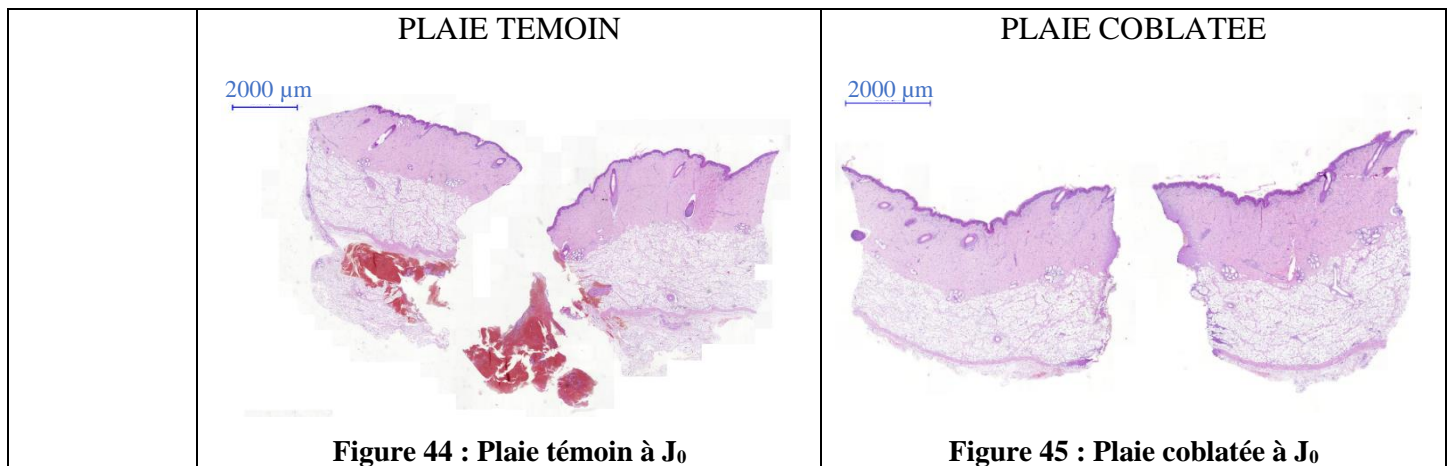 PLAIE TEMOIN
2000 µm
Figure 44 : Plaie témoin à J₀
PLAIE COBLATEE
2000 µm
Figure 45 : Plaie coblatée à J₀